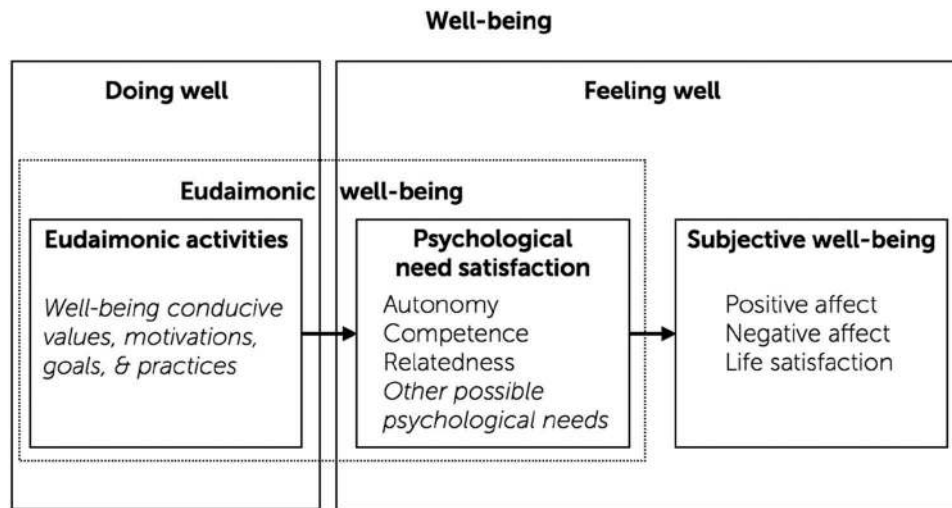 Well-being
Doing well
Feeling well
Eudaimonic well-being
Eudaimonic activities
Well-being conducive
values, motivations,
goals, & practices
Psychological
need satisfaction
Autonomy
Competence
Relatedness
Other possible
psychological needs
Subjective well-being
Positive affect
Negative affect
Life satisfaction